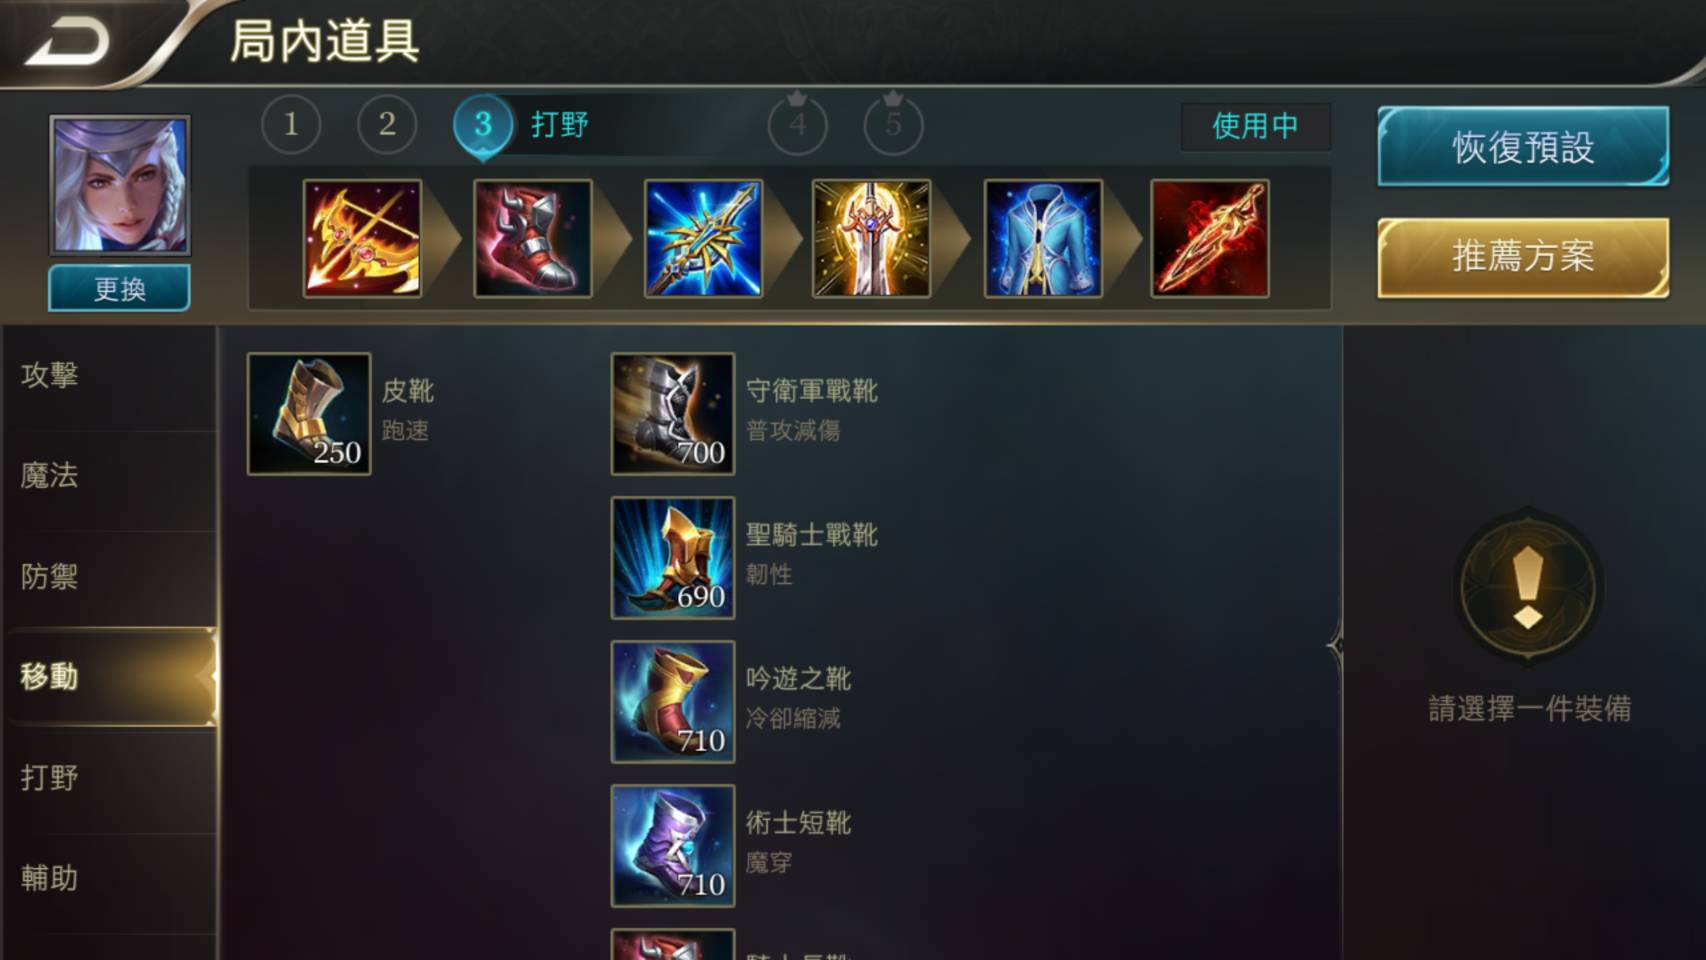 局內道具
1
2
3
打野
4
5
使用中
恢復預設
推薦方案
更換
攻擊
魔法
防禦
移動
打野
輔助
皮靴
跑速
250
守衛軍戰靴
普攻減傷
700
聖騎士戰靴
韌性
690
吟遊之靴
冷卻縮減
710
術士短靴
魔穿
710
請選擇一件裝備